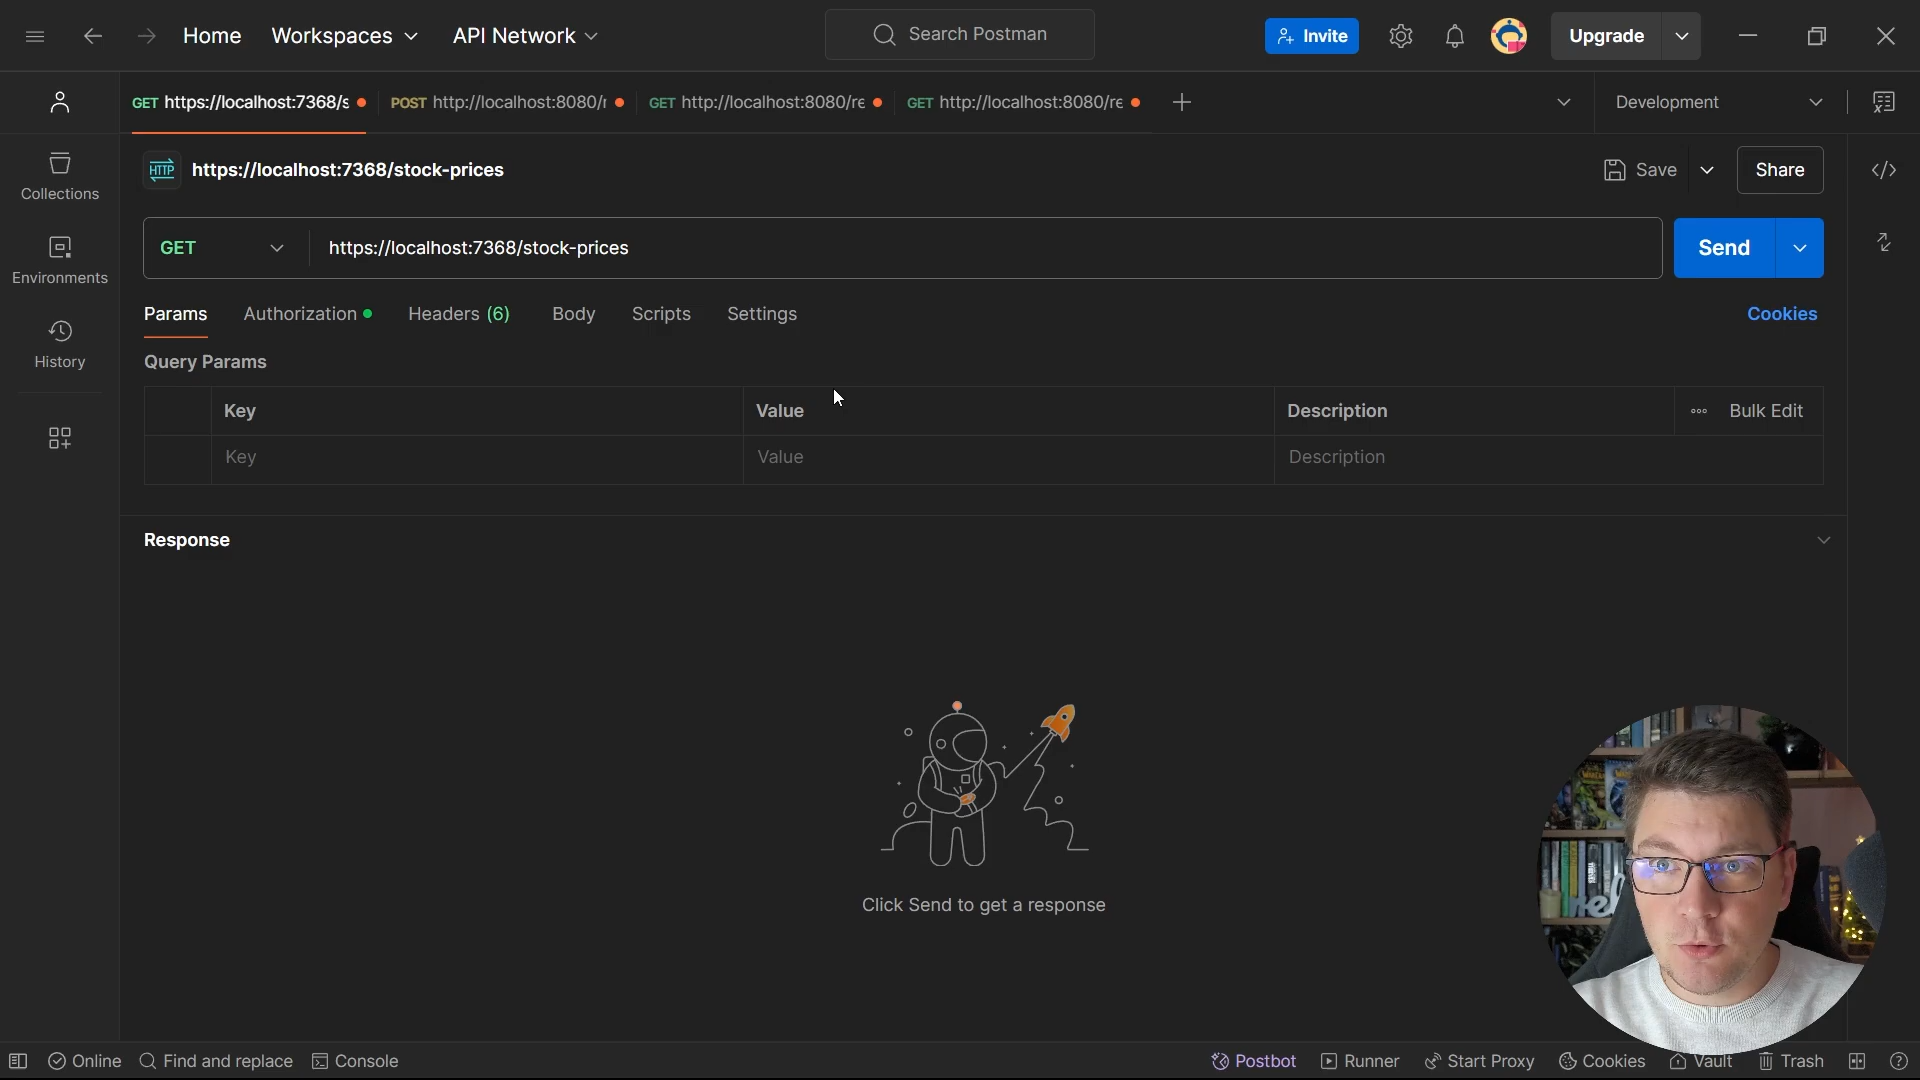 Home
Workspaces
API Network
Search Postman
Invite
Upgrade
GET https://localhost:7368/s
POST http://localhost:8080/r
GET http://localhost:8080/re
GET http://localhost:8080/re
Development
Collections
Environments
History
HTTP
https://localhost:7368/stock-prices
Save
Share
GET
https://localhost:7368/stock-prices
Send
Params
Authorization
Headers (6)
Body
Scripts
Settings
Cookies
Query Params
Key
Value
Description
Bulk Edit
Key
Value
Description
Response
Click Send to get a response
Online
Find and replace
Console
Postbot
Runner
Start Proxy
Cookies
Vault
Trash